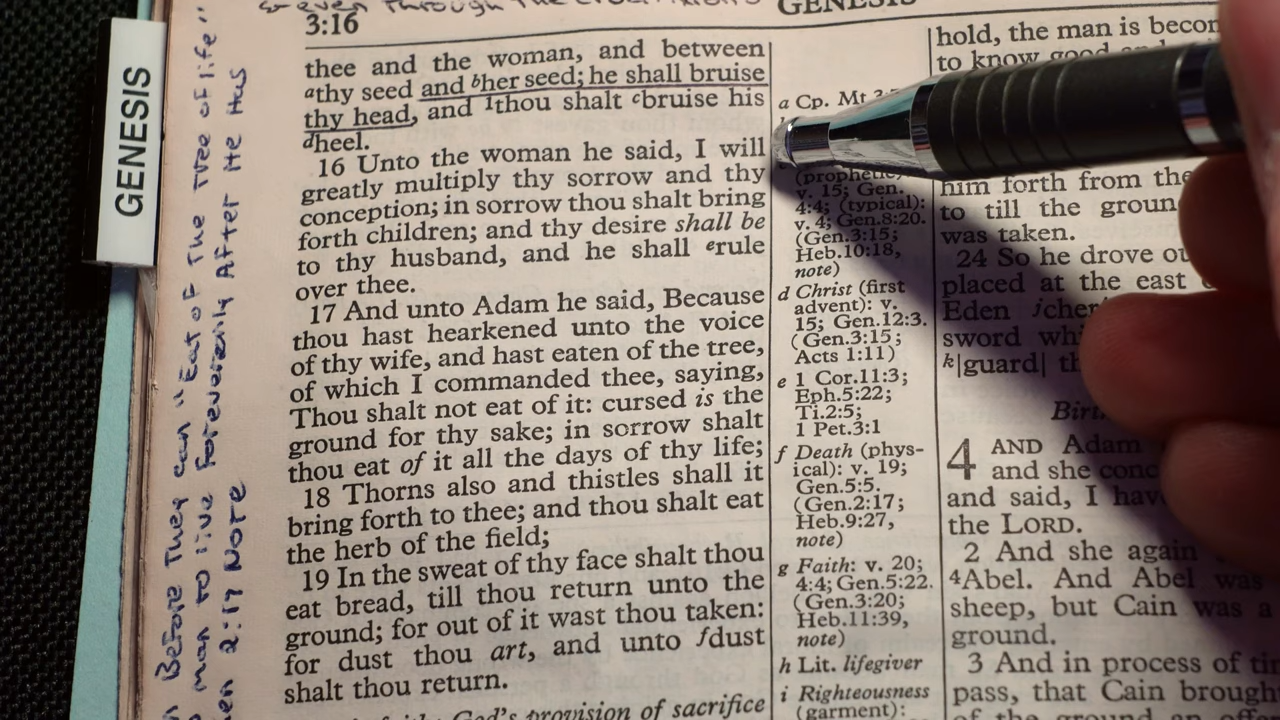 GENESIS
Before They can "Eat of The Tree of life"
man to live Foreverily After He Has
2:17 Note
even Through The
3:16
GENESIS
thee and the woman, and between
ᵃthy seed and ᵇher seed; he shall bruise
thy head, and ¹thou shalt ᶜbruise his
ᵈheel.
16 Unto the woman he said, I will
greatly multiply thy sorrow and thy
conception; in sorrow thou shalt bring
forth children; and thy desire shall be
to thy husband, and he shall ᵉrule
over thee.
17 And unto Adam he said, Because
thou hast hearkened unto the voice
of thy wife, and hast eaten of the tree,
of which I commanded thee, saying,
Thou shalt not eat of it: cursed is the
ground for thy sake; in sorrow shalt
thou eat of it all the days of thy life;
18 Thorns also and thistles shall it
bring forth to thee; and thou shalt eat
the herb of the field;
19 In the sweat of thy face shalt thou
eat bread, till thou return unto the
ground; for out of it wast thou taken:
for dust thou art, and unto ᶠdust
shalt thou return.
God's provision of sacrifice
a Cp. Mt
(prophetic)
v. 15; Gen.
4:4; (typical):
v. 4; Gen.8:20.
(Gen.3:15;
Heb.10:18,
note)
d Christ (first
advent): v.
15; Gen.12:3.
(Gen.3:15;
Acts 1:11)
e 1 Cor.11:3;
Eph.5:22;
Ti.2:5;
1 Pet.3:1
f Death (phys-
ical): v. 19;
Gen.5:5.
(Gen.2:17;
Heb.9:27,
note)
g Faith: v. 20;
4:4; Gen.5:22.
(Gen.3:20;
Heb.11:39,
note)
h Lit. lifegiver
i Righteousness
(garment):
hold, the man is becom
to know good and
him forth from the
to till the groun
was taken.
24 So he drove ou
placed at the east
Eden ʲcher
sword whi
ᵏ|guard| th
Birt
4 AND Adam
and she conc
and said, I hav
the LORD.
2 And she again
⁴Abel. And Abel was
sheep, but Cain was a
ground.
3 And in process of ti
pass, that Cain brough
of the ground an